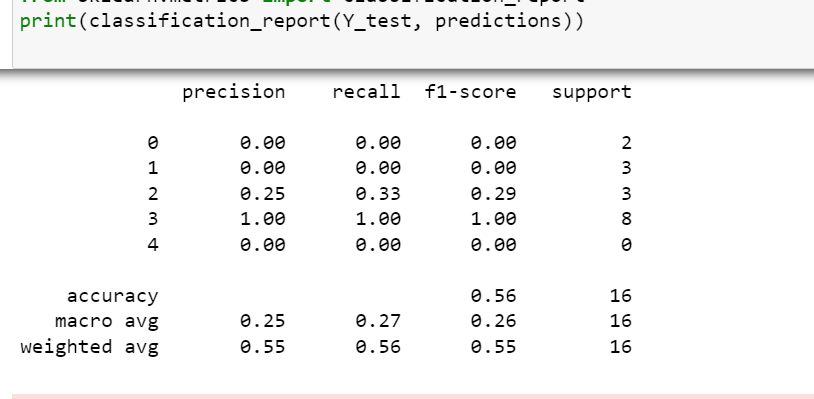 print(classification_report(Y_test, predictions))
precision recall f1-score support
0 0.00 0.00 0.00 2
1 0.00 0.00 0.00 3
2 0.25 0.33 0.29 3
3 1.00 1.00 1.00 8
4 0.00 0.00 0.00 0
accuracy 0.56 16
macro avg 0.25 0.27 0.26 16
weighted avg 0.55 0.56 0.55 16